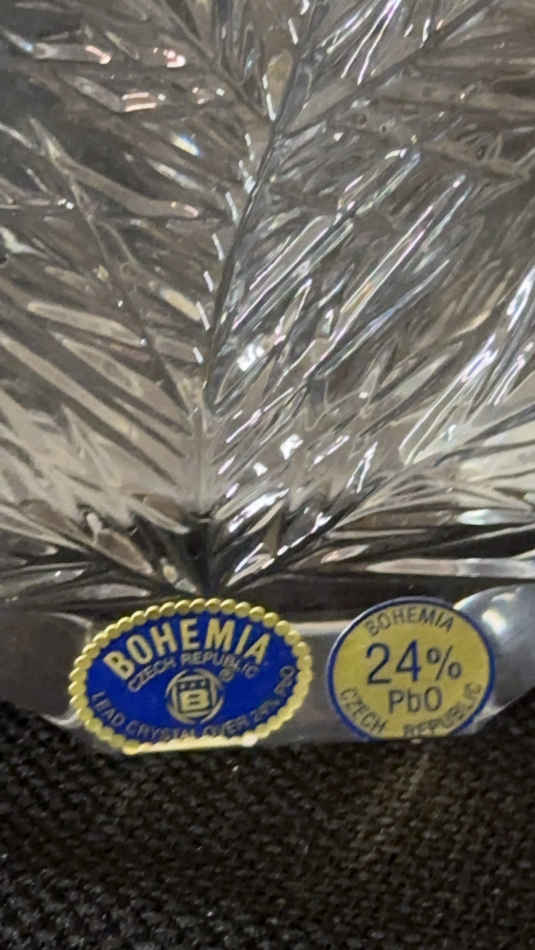 BOHEMIA
CZECH REPUBLIC
®
B
LEAD CRYSTAL OVER 24% PbO
BOHEMIA
24%
PbO
CZECH REPUBLIC